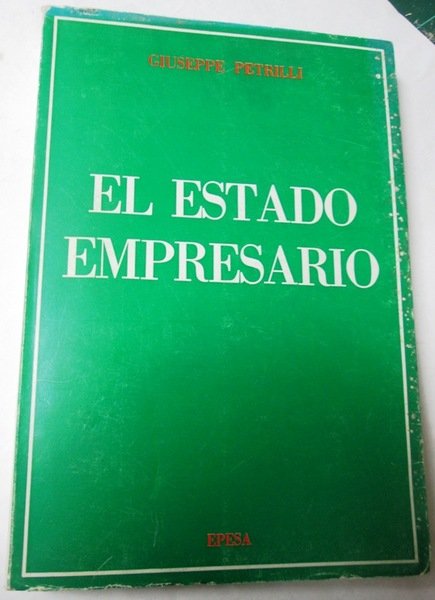 GIUSEPPE PETRILLI
EL ESTADO
EMPRESARIO
EPESA